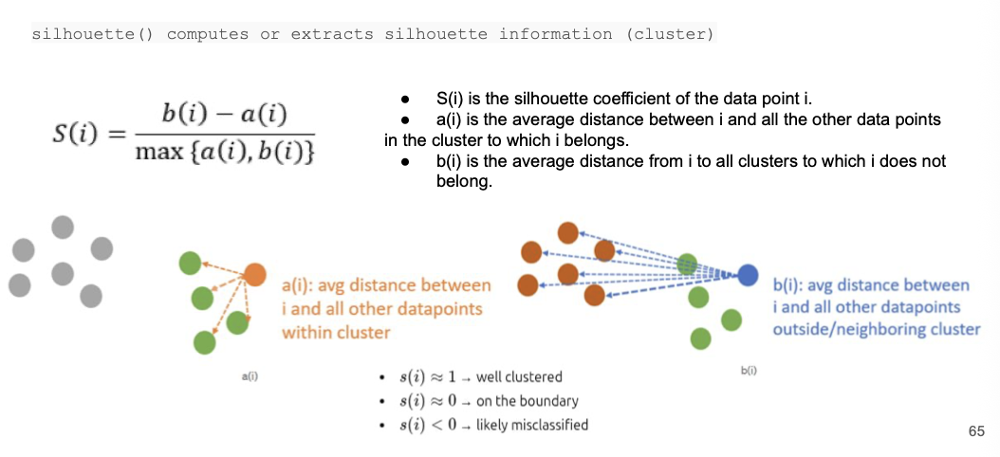 silhouette() computes or extracts silhouette information (cluster)
S(i) = b(i) − a(i) / max {a(i), b(i)}
● S(i) is the silhouette coefficient of the data point i.
● a(i) is the average distance between i and all the other data points
in the cluster to which i belongs.
● b(i) is the average distance from i to all clusters to which i does not
belong.
a(i): avg distance between
i and all other datapoints
within cluster
a(i)
b(i): avg distance between
i and all other datapoints
outside/neighboring cluster
b(i)
• s(i) ≈ 1 → well clustered
• s(i) ≈ 0 → on the boundary
• s(i) < 0 → likely misclassified
65